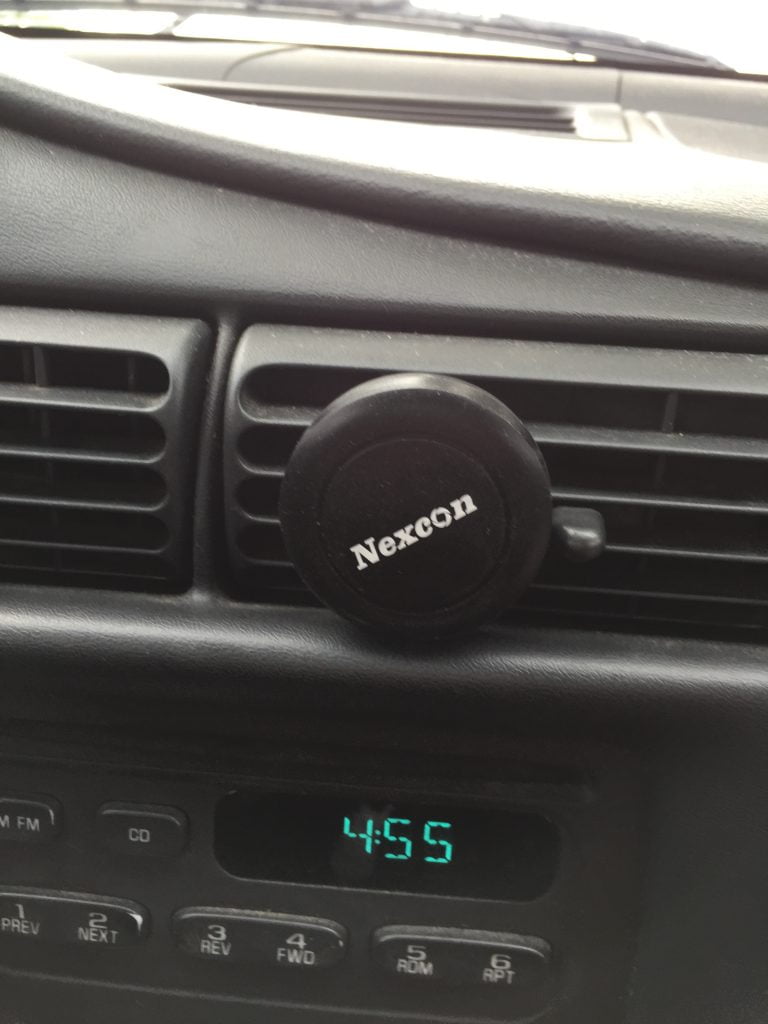 Nexcon
4:55
M FM
CD
1 2
PREV NEXT
3 4
REV FWD
5 6
RDM RPT